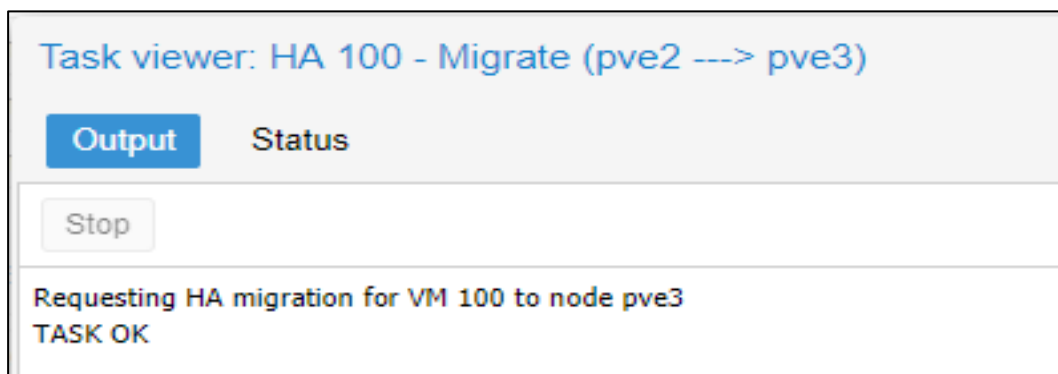 Task viewer: HA 100 - Migrate (pve2 ---> pve3)
Output Status
Stop
Requesting HA migration for VM 100 to node pve3
TASK OK